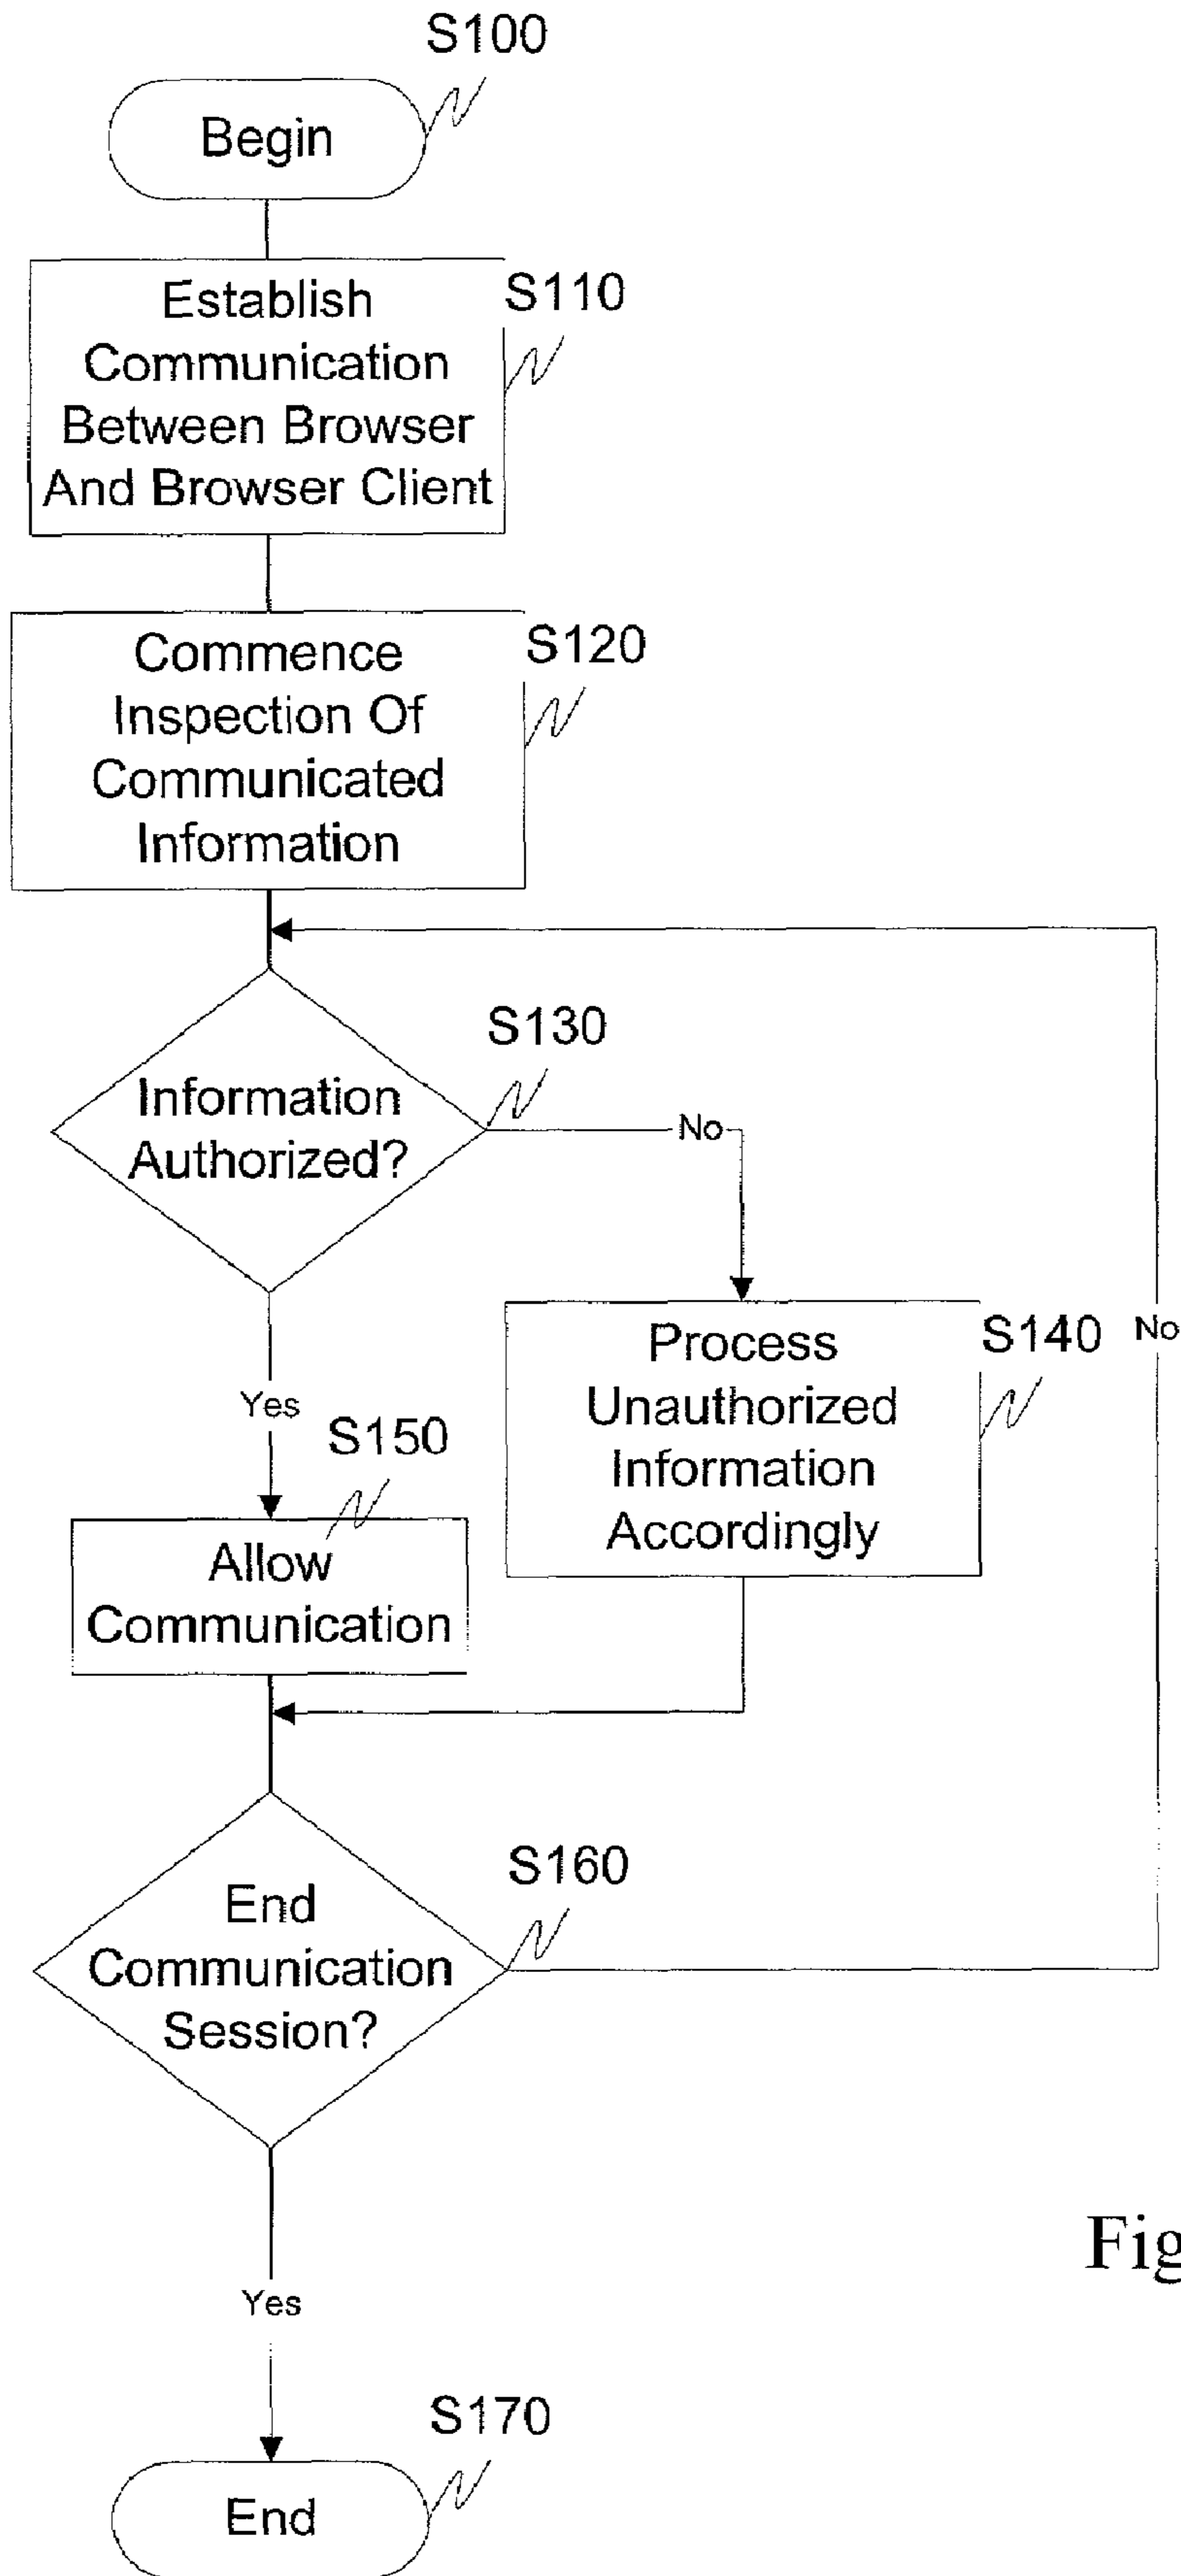 S100
Begin
S110
Establish
Communication
Between Browser
And Browser Client
S120
Commence
Inspection Of
Communicated
Information
S130
Information
Authorized?
No
Yes
S140
No
Process
Unauthorized
Information
Accordingly
S150
Allow
Communication
S160
End
Communication
Session?
Fig
Yes
S170
End